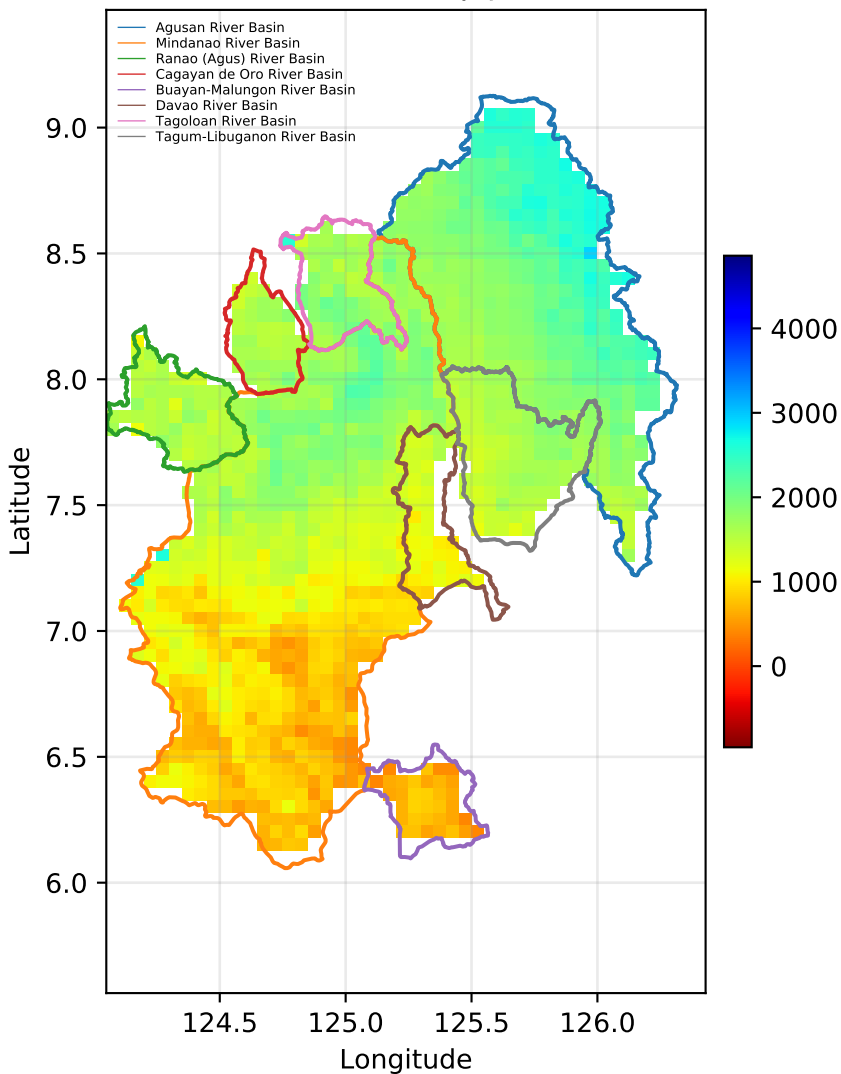 Agusan River Basin
Mindanao River Basin
Ranao (Agus) River Basin
Cagayan de Oro River Basin
Buayan-Malungon River Basin
Davao River Basin
Tagoloan River Basin
Tagum-Libuganon River Basin
9.0
8.5
8.0
7.5
7.0
6.5
6.0
Latitude
124.5
125.0
125.5
126.0
Longitude
4000
3000
2000
1000
0